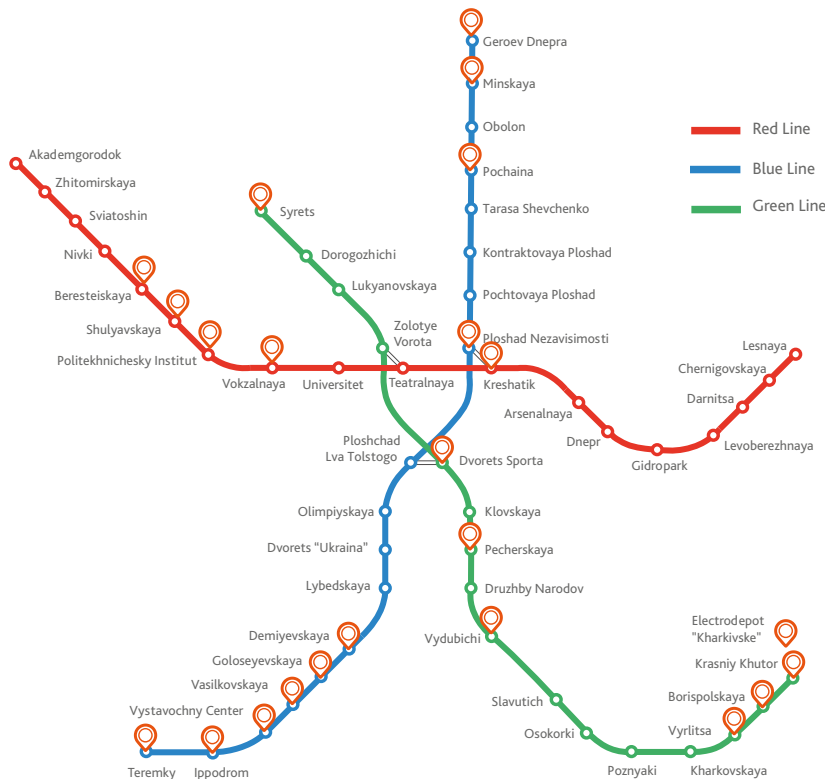 Geroev Dnepra
Minskaya
Obolon
Pochaina
Tarasa Shevchenko
Kontraktovaya Ploshad
Pochtovaya Ploshad
Ploshad Nezavisimosti
Red Line
Blue Line
Green Line
Akademgorodok
Zhitomirskaya
Sviatoshin
Nivki
Beresteiskaya
Shulyavskaya
Politekhnichesky Institut
Vokzalnaya
Universitet
Teatralnaya
Kreshatik
Arsenalnaya
Dnepr
Gidropark
Levoberezhnaya
Darnitsa
Chernigovskaya
Lesnaya
Syrets
Dorogozhichi
Lukyanovskaya
Zolotye
Vorota
Ploshchad
Lva Tolstogo
Dvorets Sporta
Olimpiyskaya
Dvorets "Ukraina"
Lybedskaya
Demiyevskaya
Goloseyevskaya
Vasilkovskaya
Vystavochny Center
Teremky
Ippodrom
Klovskaya
Pecherskaya
Druzhby Narodov
Vydubichi
Slavutich
Osokorki
Poznyaki
Kharkovskaya
Vyrlitsa
Borispolskaya
Krasniy Khutor
Electrodepot
"Kharkivske"